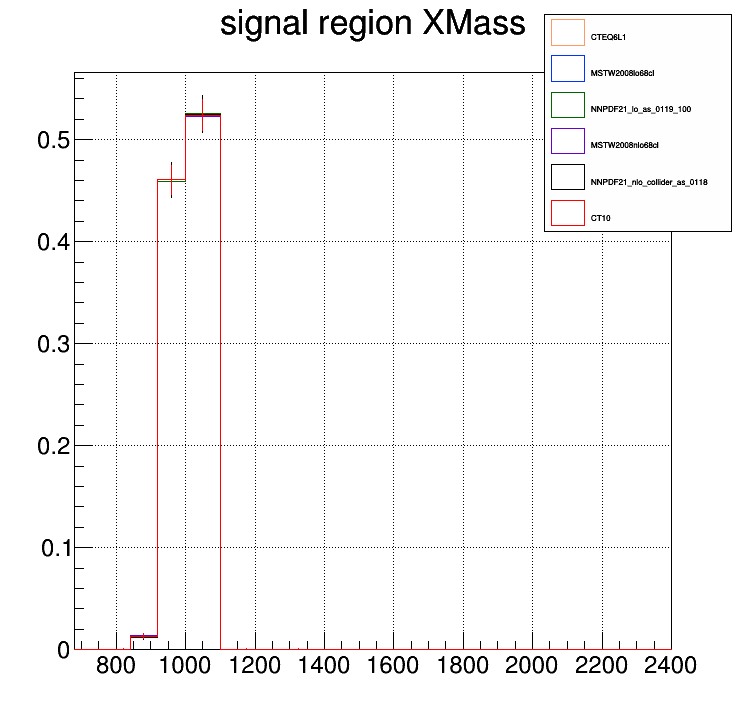 signal region XMass
CTEQ6L1
MSTW2008lo68cl
NNPDF21_lo_as_0119_100
MSTW2008nlo68cl
NNPDF21_nlo_collider_as_0118
CT10
0.5
0.4
0.3
0.2
0.1
0
800 1000 1200 1400 1600 1800 2000 2200 2400